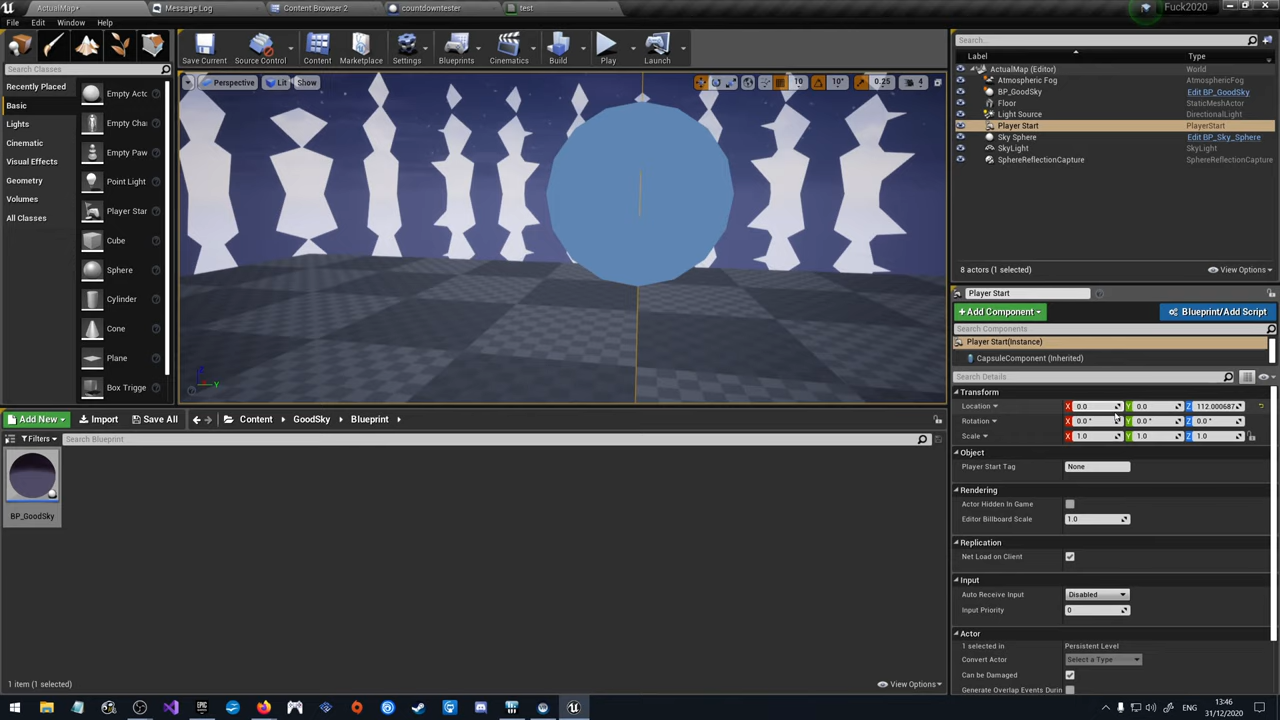 ActualMap*
Message Log
Content Browser 2
countdowntester
test
Fuck2020
File
Edit
Window
Help
Search Classes
Recently Placed
Basic
Lights
Cinematic
Visual Effects
Geometry
Volumes
All Classes
Empty Acto
Empty Cha
Empty Paw
Point Light
Player Star
Cube
Sphere
Cylinder
Cone
Plane
Box Trigge
Save Current
Source Control
Content
Marketplace
Settings
Blueprints
Cinematics
Build
Play
Launch
Perspective
Lit
Show
10
10°
0.25
4
Search...
Label
Type
ActualMap (Editor)
World
Atmospheric Fog
AtmosphericFog
BP_GoodSky
Edit BP_GoodSky
Floor
StaticMeshActor
Light Source
DirectionalLight
Player Start
PlayerStart
Sky Sphere
Edit BP_Sky_Sphere
SkyLight
SkyLight
SphereReflectionCapture
SphereReflectionCapture
8 actors (1 selected)
View Options
Player Start
+Add Component
Blueprint/Add Script
Search Components
Player Start(Instance)
CapsuleComponent (Inherited)
Search Details
Transform
Location
X 0.0
Y 0.0
Z 112.000687
Rotation
X 0.0 °
Y 0.0 °
Z 0.0 °
Scale
X 1.0
Y 1.0
Z 1.0
Object
Player Start Tag
None
Rendering
Actor Hidden In Game
Editor Billboard Scale
1.0
Replication
Net Load on Client
Input
Auto Receive Input
Disabled
Input Priority
0
Actor
1 selected in
Persistent Level
Convert Actor
Select a Type
Can be Damaged
Generate Overlap Events Durin
Add New
Import
Save All
Content
GoodSky
Blueprint
Filters
Search Blueprint
BP_GoodSky
1 item (1 selected)
View Options
Z
Y
ENG
13:46
31/12/2020